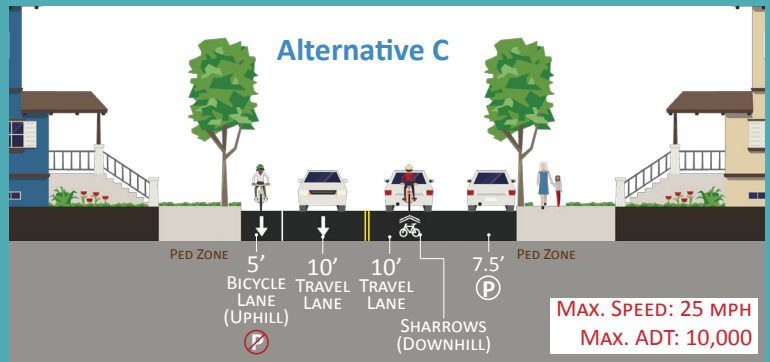 Alternative C
PED ZONE
5'
BICYCLE
LANE
(UPHILL)
P
10'
TRAVEL
LANE
10'
TRAVEL
LANE
SHARROWS
(DOWNHILL)
7.5'
P
PED ZONE
MAX. SPEED: 25 MPH
MAX. ADT: 10,000